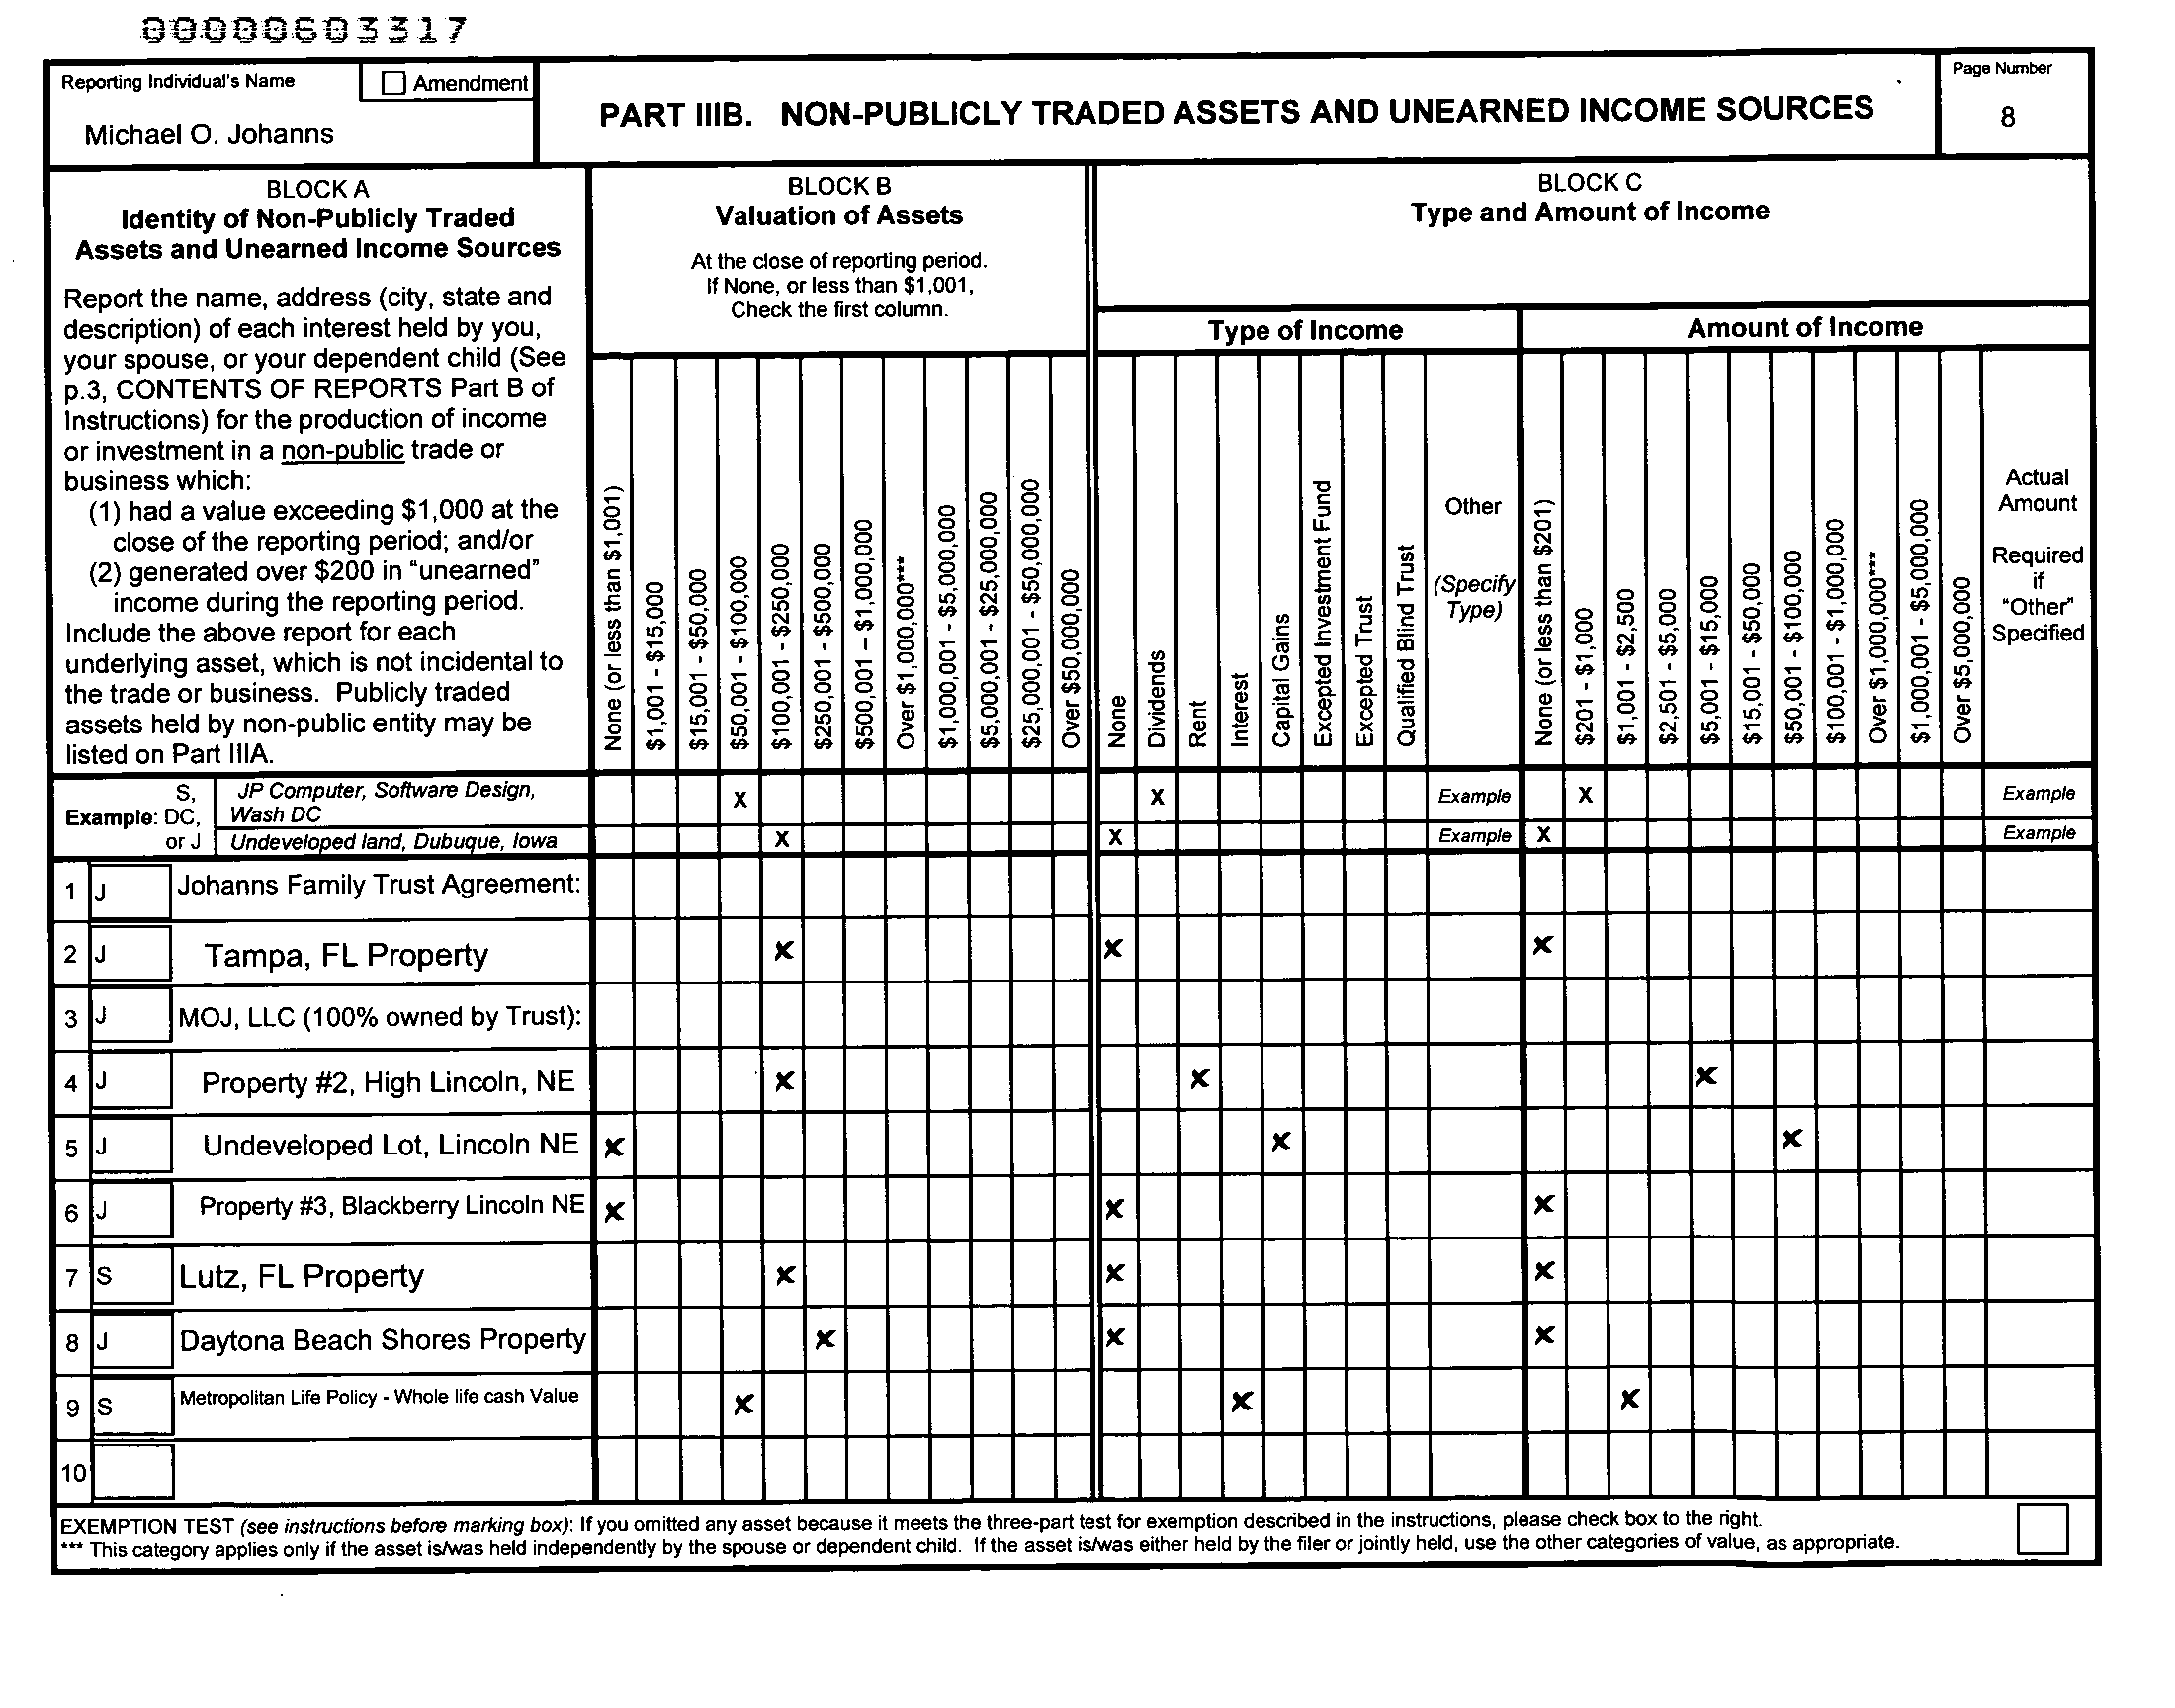 00000603317
Reporting Individual's Name
☐ Amendment
Michael O. Johanns
PART IIIB. NON-PUBLICLY TRADED ASSETS AND UNEARNED INCOME SOURCES
Page Number
8
BLOCK A
Identity of Non-Publicly Traded
Assets and Unearned Income Sources
Report the name, address (city, state and
description) of each interest held by you,
your spouse, or your dependent child (See
p.3, CONTENTS OF REPORTS Part B of
Instructions) for the production of income
or investment in a non-public trade or
business which:
(1) had a value exceeding $1,000 at the
close of the reporting period; and/or
(2) generated over $200 in "unearned"
income during the reporting period.
Include the above report for each
underlying asset, which is not incidental to
the trade or business. Publicly traded
assets held by non-public entity may be
listed on Part IIIA.
BLOCK B
Valuation of Assets
At the close of reporting period.
If None, or less than $1,001,
Check the first column.
None (or less than $1,001)
$1,001 - $15,000
$15,001 - $50,000
$50,001 - $100,000
$100,001 - $250,000
$250,001 - $500,000
$500,001 – $1,000,000
Over $1,000,000***
$1,000,001 - $5,000,000
$5,000,001 - $25,000,000
$25,000,001 - $50,000,000
Over $50,000,000
BLOCK C
Type and Amount of Income
Type of Income
None
Dividends
Rent
Interest
Capital Gains
Excepted Investment Fund
Excepted Trust
Qualified Blind Trust
Other
(Specify
Type)
Amount of Income
None (or less than $201)
$201 - $1,000
$1,001 - $2,500
$2,501 - $5,000
$5,001 - $15,000
$15,001 - $50,000
$50,001 - $100,000
$100,001 - $1,000,000
Over $1,000,000***
$1,000,001 - $5,000,000
Over $5,000,000
Actual
Amount
Required
if
"Other"
Specified
Example: S, DC, or J
JP Computer, Software Design,
Wash DC
X X Example X Example
Undeveloped land, Dubuque, Iowa X X Example X Example
1 J Johanns Family Trust Agreement:
2 J Tampa, FL Property X X X
3 J MOJ, LLC (100% owned by Trust):
4 J Property #2, High Lincoln, NE X X X
5 J Undeveloped Lot, Lincoln NE X X X
6 J Property #3, Blackberry Lincoln NE X X X
7 S Lutz, FL Property X X X
8 J Daytona Beach Shores Property X X X
9 S Metropolitan Life Policy - Whole life cash Value X X X
10
EXEMPTION TEST (see instructions before marking box): If you omitted any asset because it meets the three-part test for exemption described in the instructions, please check box to the right.
*** This category applies only if the asset is/was held independently by the spouse or dependent child. If the asset is/was either held by the filer or jointly held, use the other categories of value, as appropriate.